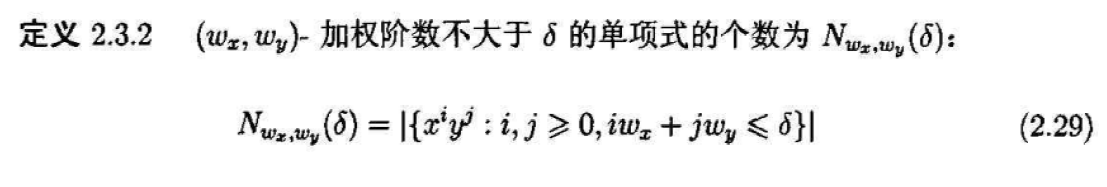 定义 2.3.2 (w_x, w_y)- 加权阶数不大于 δ 的单项式的个数为 N_{w_x,w_y}(δ):
N_{w_x,w_y}(δ) = |{x^i y^j : i, j ⩾ 0, iw_x + jw_y ⩽ δ}| (2.29)